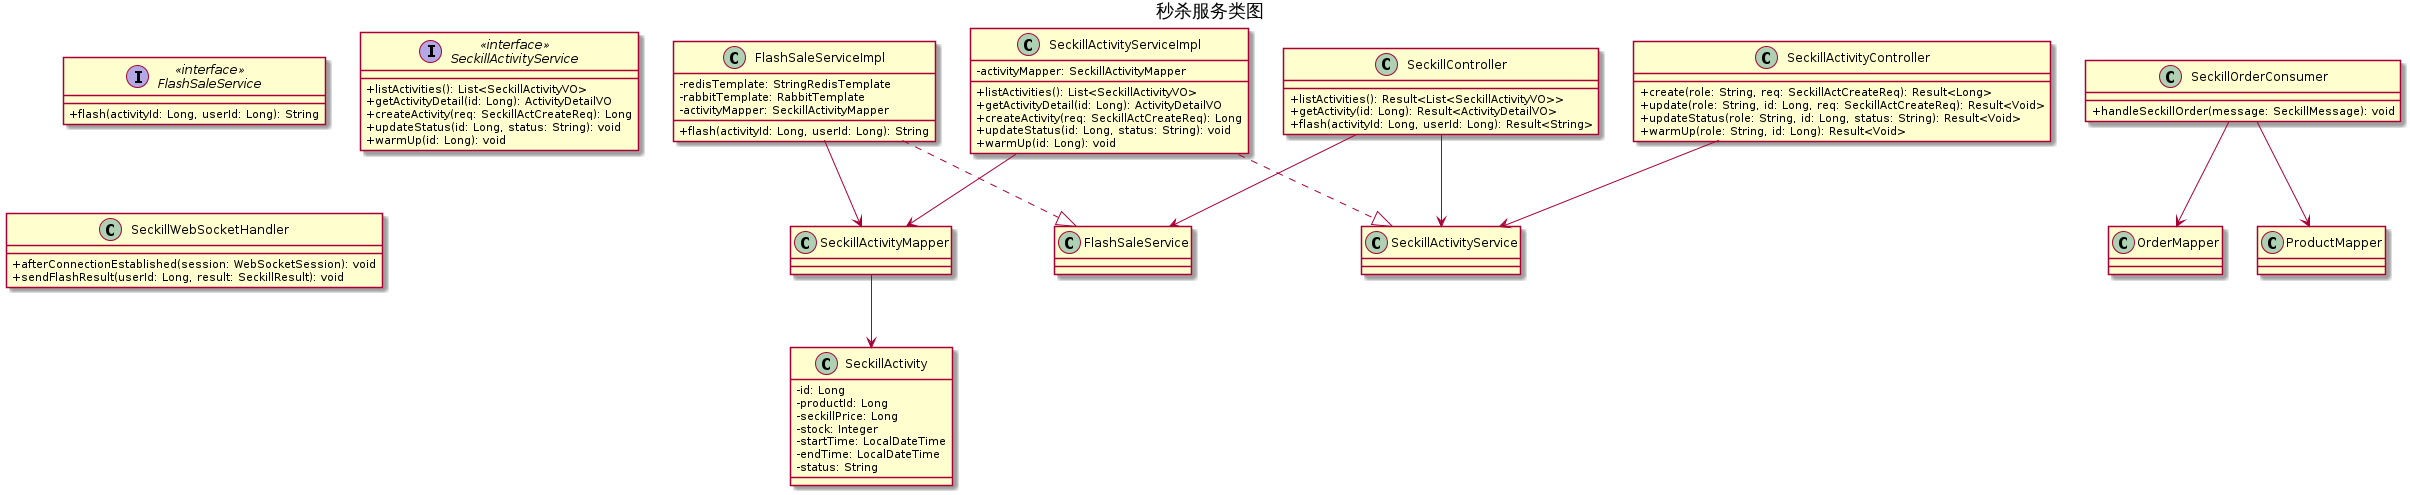 秒杀服务类图
I
«interface»
FlashSaleService
+flash(activityId: Long, userId: Long): String
I
«interface»
SeckillActivityService
+listActivities(): List<SeckillActivityVO>
+getActivityDetail(id: Long): ActivityDetailVO
+createActivity(req: SeckillActCreateReq): Long
+updateStatus(id: Long, status: String): void
+warmUp(id: Long): void
C FlashSaleServiceImpl
-redisTemplate: StringRedisTemplate
-rabbitTemplate: RabbitTemplate
-activityMapper: SeckillActivityMapper
+flash(activityId: Long, userId: Long): String
C SeckillActivityServiceImpl
-activityMapper: SeckillActivityMapper
+listActivities(): List<SeckillActivityVO>
+getActivityDetail(id: Long): ActivityDetailVO
+createActivity(req: SeckillActCreateReq): Long
+updateStatus(id: Long, status: String): void
+warmUp(id: Long): void
C SeckillController
+listActivities(): Result<List<SeckillActivityVO>>
+getActivity(id: Long): Result<ActivityDetailVO>
+flash(activityId: Long, userId: Long): Result<String>
C SeckillActivityController
+create(role: String, req: SeckillActCreateReq): Result<Long>
+update(role: String, id: Long, req: SeckillActCreateReq): Result<Void>
+updateStatus(role: String, id: Long, status: String): Result<Void>
+warmUp(role: String, id: Long): Result<Void>
C SeckillOrderConsumer
+handleSeckillOrder(message: SeckillMessage): void
C SeckillWebSocketHandler
+afterConnectionEstablished(session: WebSocketSession): void
+sendFlashResult(userId: Long, result: SeckillResult): void
C SeckillActivityMapper
C FlashSaleService
C SeckillActivityService
C OrderMapper
C ProductMapper
C SeckillActivity
-id: Long
-productId: Long
-seckillPrice: Long
-stock: Integer
-startTime: LocalDateTime
-endTime: LocalDateTime
-status: String